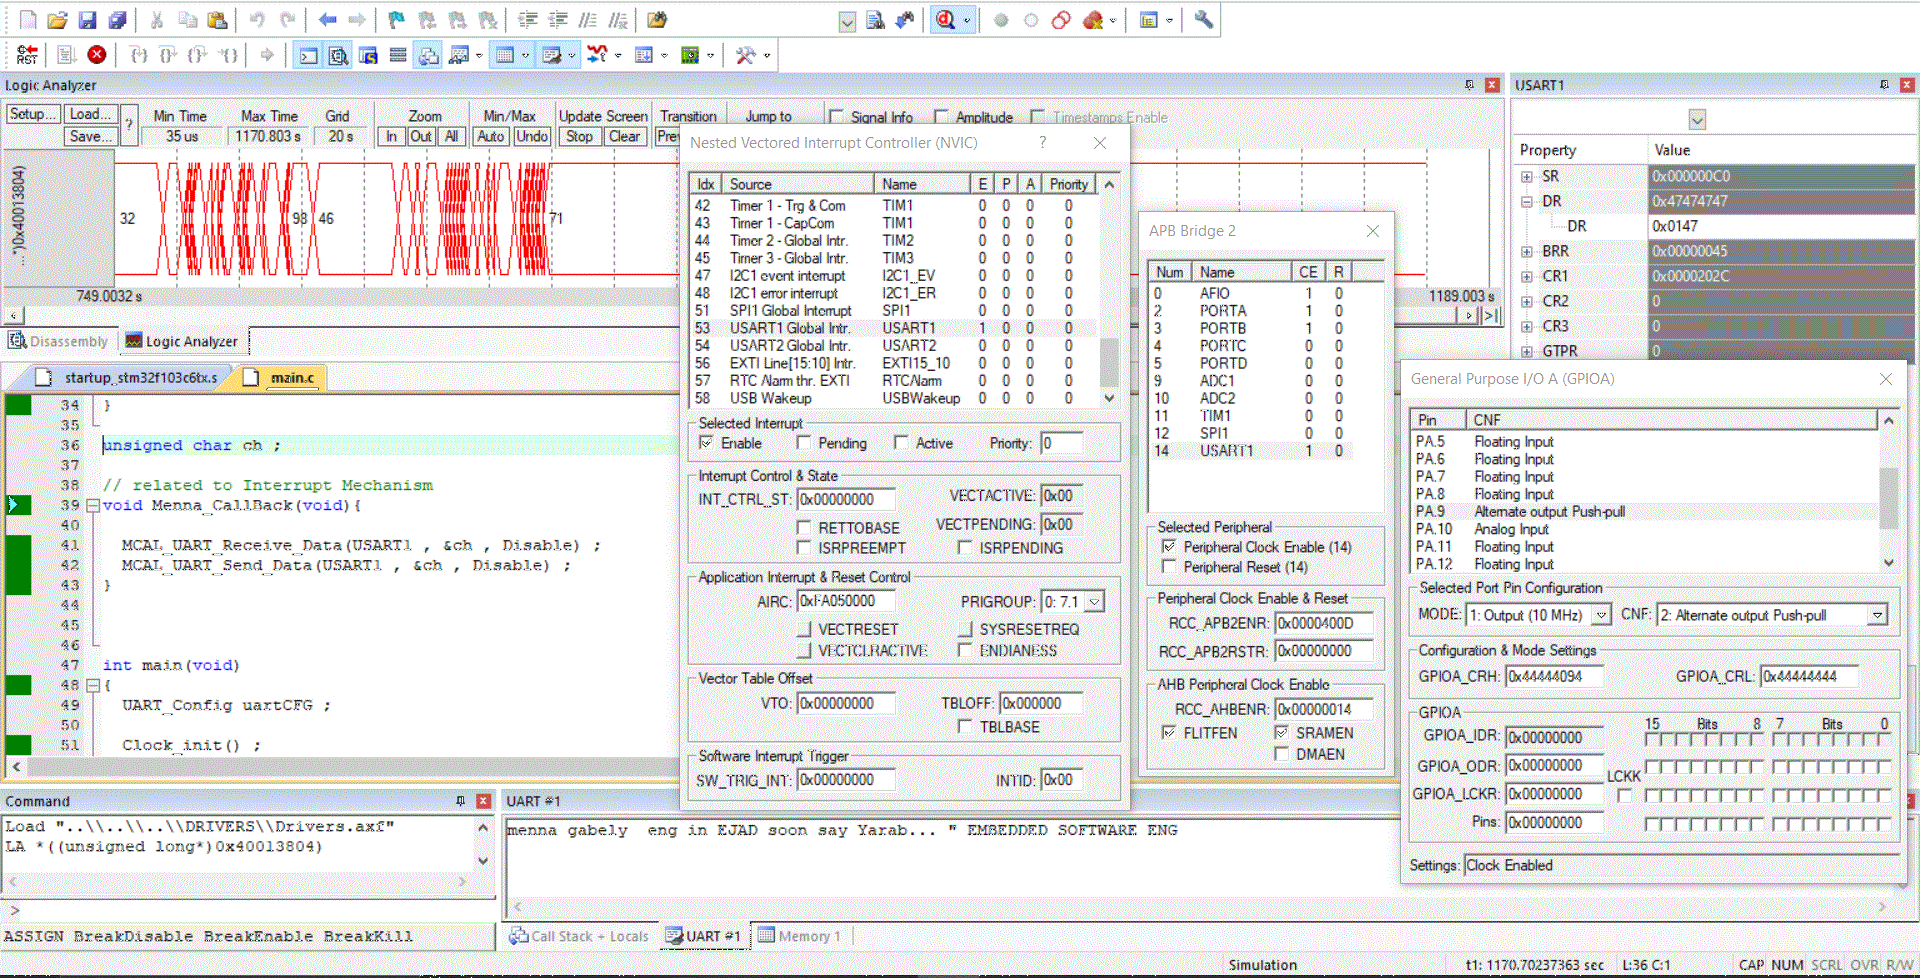 Logic Analyzer
Setup... Load... ? Min Time Max Time Grid Zoom Min/Max Update Screen Transition Jump to Signal Info Amplitude Timestamps Enable
Save... 35 us 1170.803 s 20 s In Out All Auto Undo Stop Clear
...*)0x40013804)
32 98 46 71
749.0032 s 1189.003 s
Disassembly Logic Analyzer
startup_stm32f103c6tx.s main.c
34 }
35
36 unsigned char ch ;
37
38 // related to Interrupt Mechanism
39 void Menna_CallBack(void){
40
41 MCAL_UART_Receive_Data(USART1 , &ch , Disable) ;
42 MCAL_UART_Send_Data(USART1 , &ch , Disable) ;
43 }
44
45
46
47 int main(void)
48 {
49 UART_Config uartCFG ;
50
51 Clock_init() ;
Nested Vectored Interrupt Controller (NVIC) ?
Idx Source Name E P A Priority
42 Timer 1 - Trg & Com TIM1 0 0 0 0
43 Timer 1 - CapCom TIM1 0 0 0 0
44 Timer 2 - Global Intr. TIM2 0 0 0 0
45 Timer 3 - Global Intr. TIM3 0 0 0 0
47 I2C1 event interrupt I2C1_EV 0 0 0 0
48 I2C1 error interrupt I2C1_ER 0 0 0 0
51 SPI1 Global Interrupt SPI1 0 0 0 0
53 USART1 Global Intr. USART1 1 0 0 0
54 USART2 Global Intr. USART2 0 0 0 0
56 EXTI Line[15:10] Intr. EXTI15_10 0 0 0 0
57 RTC Alarm thr. EXTI RTCAlarm 0 0 0 0
58 USB Wakeup USBWakeup 0 0 0 0
Selected Interrupt
Enable Pending Active Priority: 0
Interrupt Control & State
INT_CTRL_ST: 0x00000000 VECTACTIVE: 0x00
RETTOBASE VECTPENDING: 0x00
ISRPREEMPT ISRPENDING
Application Interrupt & Reset Control
AIRC: 0xFA050000 PRIGROUP: 0: 7.1
VECTRESET SYSRESETREQ
VECTCLRACTIVE ENDIANESS
Vector Table Offset
VTO: 0x00000000 TBLOFF: 0x000000
TBLBASE
Software Interrupt Trigger
SW_TRIG_INT: 0x00000000 INTID: 0x00
APB Bridge 2
Num Name CE R
0 AFIO 1 0
2 PORTA 1 0
3 PORTB 1 0
4 PORTC 0 0
5 PORTD 0 0
9 ADC1 0 0
10 ADC2 0 0
11 TIM1 0 0
12 SPI1 0 0
14 USART1 1 0
Selected Peripheral
Peripheral Clock Enable (14)
Peripheral Reset (14)
Peripheral Clock Enable & Reset
RCC_APB2ENR: 0x0000400D
RCC_APB2RSTR: 0x00000000
AHB Peripheral Clock Enable
RCC_AHBENR: 0x00000014
FLITFEN SRAMEN
DMAEN
USART1
Property Value
SR 0x000000C0
DR 0x47474747
DR 0x0147
BRR 0x00000045
CR1 0x0000202C
CR2 0
CR3 0
GTPR 0
General Purpose I/O A (GPIOA)
Pin CNF
PA.5 Floating Input
PA.6 Floating Input
PA.7 Floating Input
PA.8 Floating Input
PA.9 Alternate output Push-pull
PA.10 Analog Input
PA.11 Floating Input
PA.12 Floating Input
Selected Port Pin Configuration
MODE: 1: Output (10 MHz) CNF: 2: Alternate output Push-pull
Configuration & Mode Settings
GPIOA_CRH: 0x44444094 GPIOA_CRL: 0x44444444
GPIOA
15 Bits 8 7 Bits 0
GPIOA_IDR: 0x00000000
GPIOA_ODR: 0x00000000
LCKK
GPIOA_LCKR: 0x00000000
Pins: 0x00000000
Settings: Clock Enabled
Command
Load "..\\..\\..\\DRIVERS\\Drivers.axf"
LA *((unsigned long*)0x40013804)
>
ASSIGN BreakDisable BreakEnable BreakKill
UART #1
menna gabely eng in EJAD soon say Yarab... " EMBEDDED SOFTWARE ENG
Call Stack + Locals UART #1 Memory 1
Simulation t1: 1170.70237363 sec L:36 C:1 CAP NUM SCRL OVR R/W